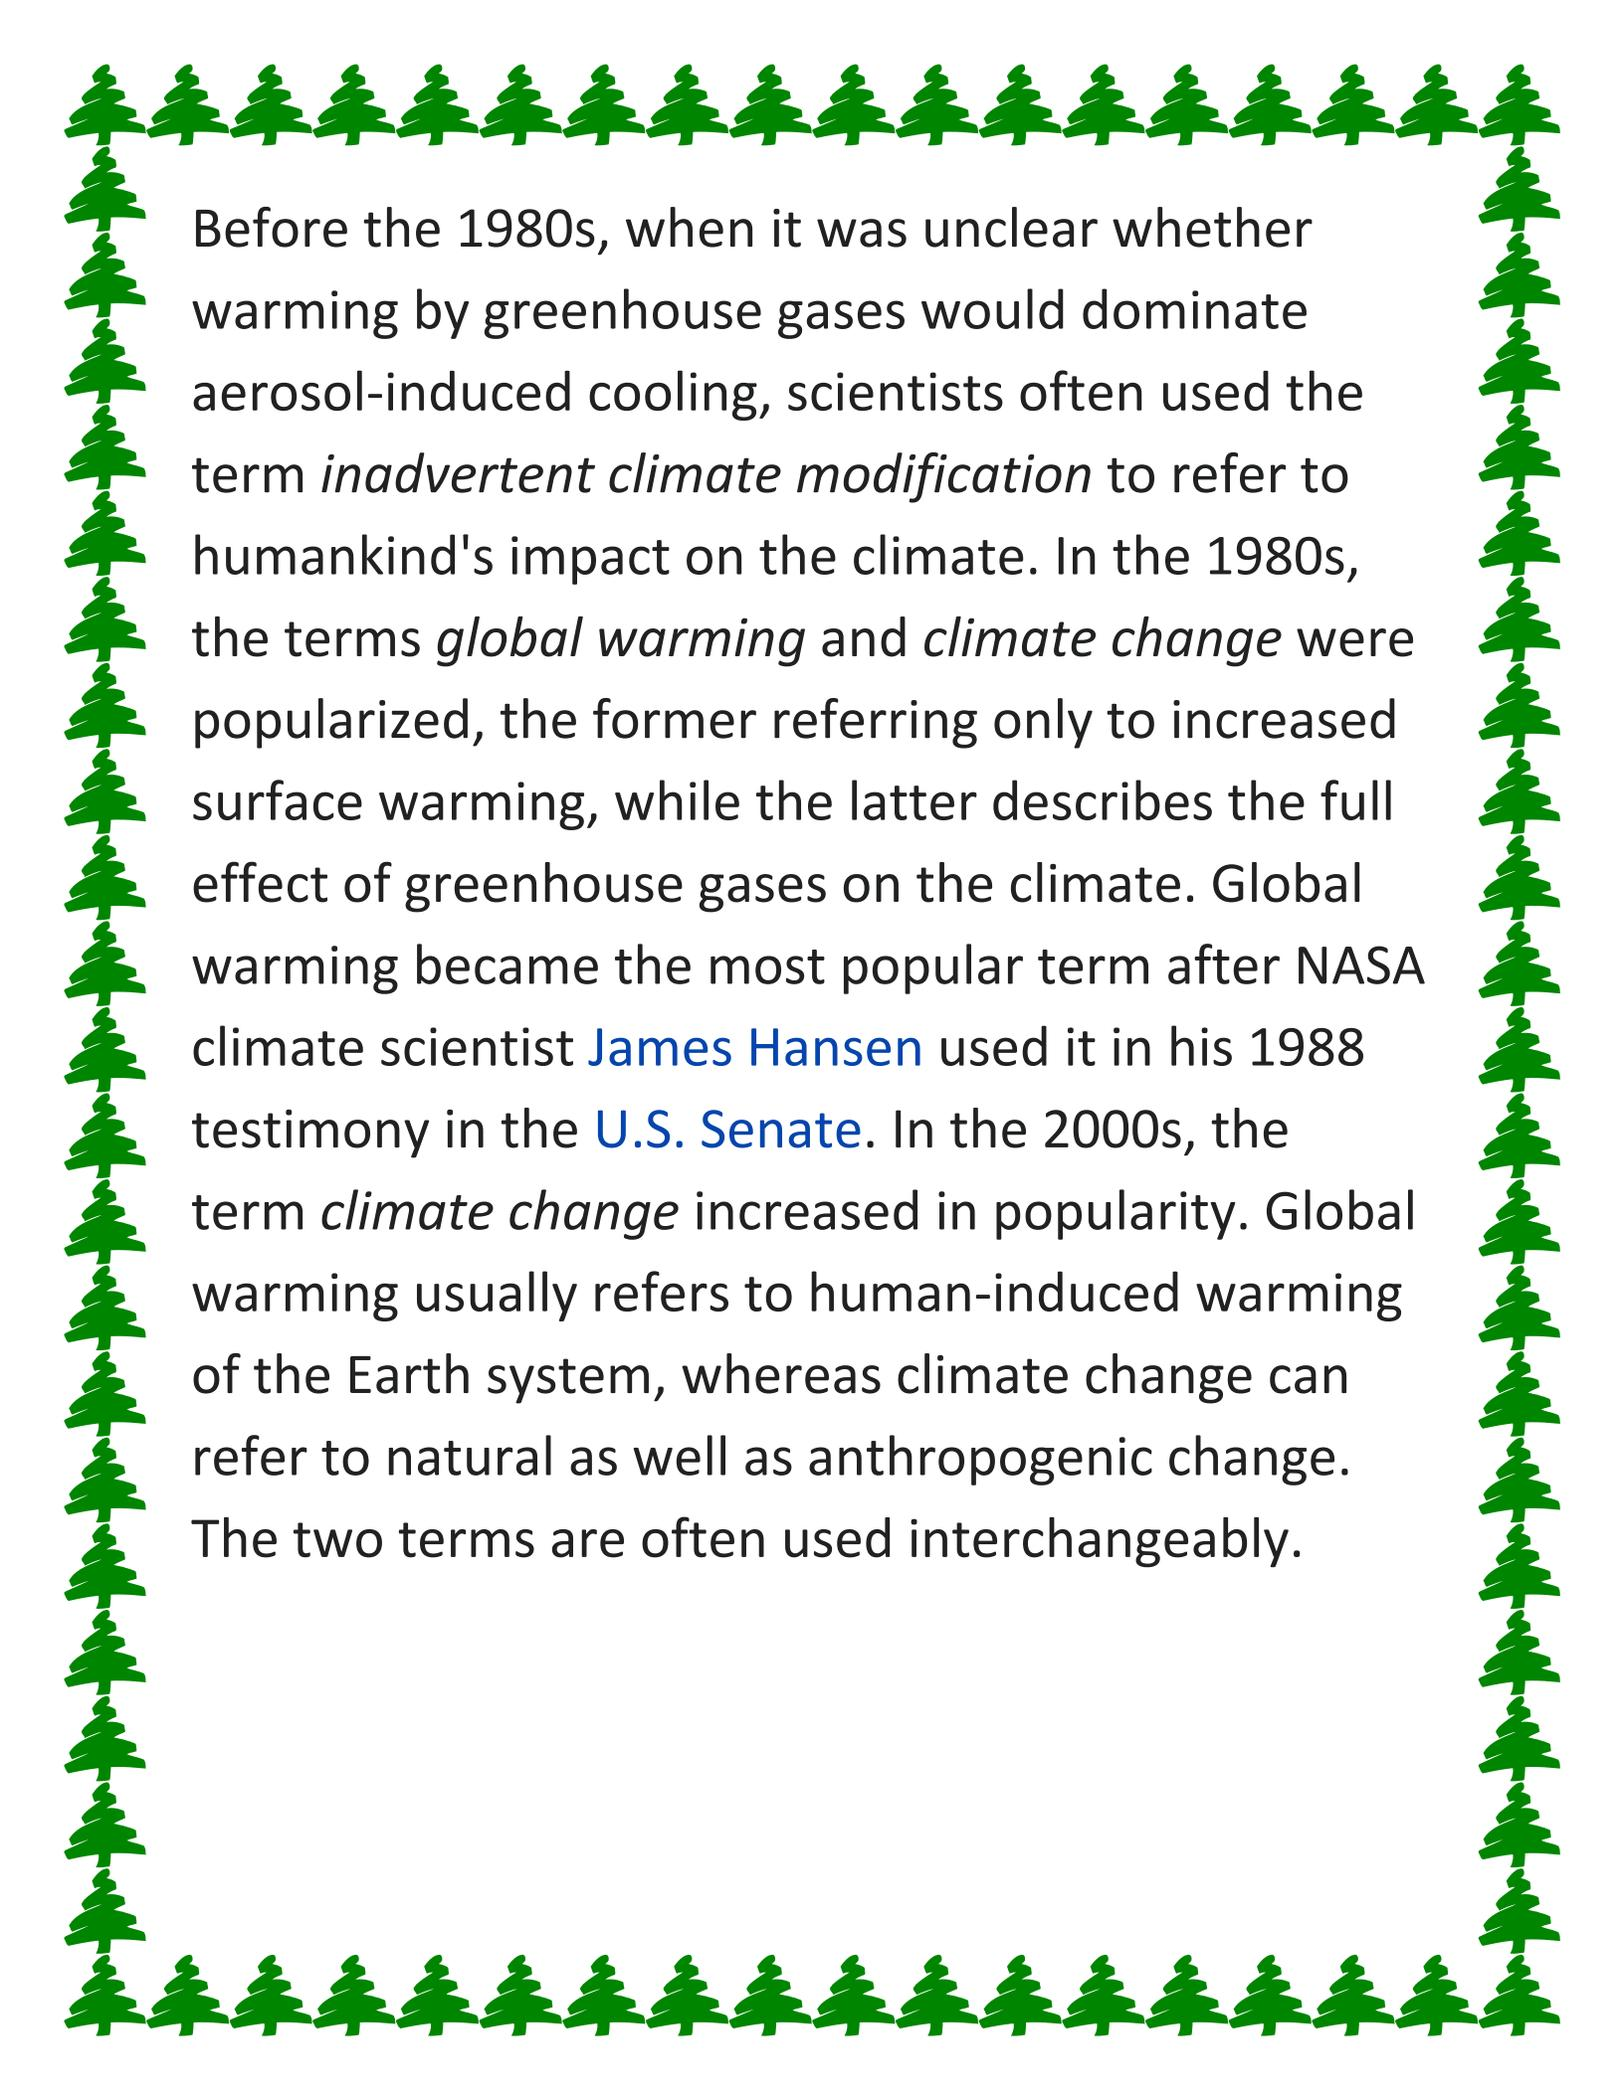 Before the 1980s, when it was unclear whether
warming by greenhouse gases would dominate
aerosol-induced cooling, scientists often used the
term inadvertent climate modification to refer to
humankind's impact on the climate. In the 1980s,
the terms global warming and climate change were
popularized, the former referring only to increased
surface warming, while the latter describes the full
effect of greenhouse gases on the climate. Global
warming became the most popular term after NASA
climate scientist James Hansen used it in his 1988
testimony in the U.S. Senate. In the 2000s, the
term climate change increased in popularity. Global
warming usually refers to human-induced warming
of the Earth system, whereas climate change can
refer to natural as well as anthropogenic change.
The two terms are often used interchangeably.